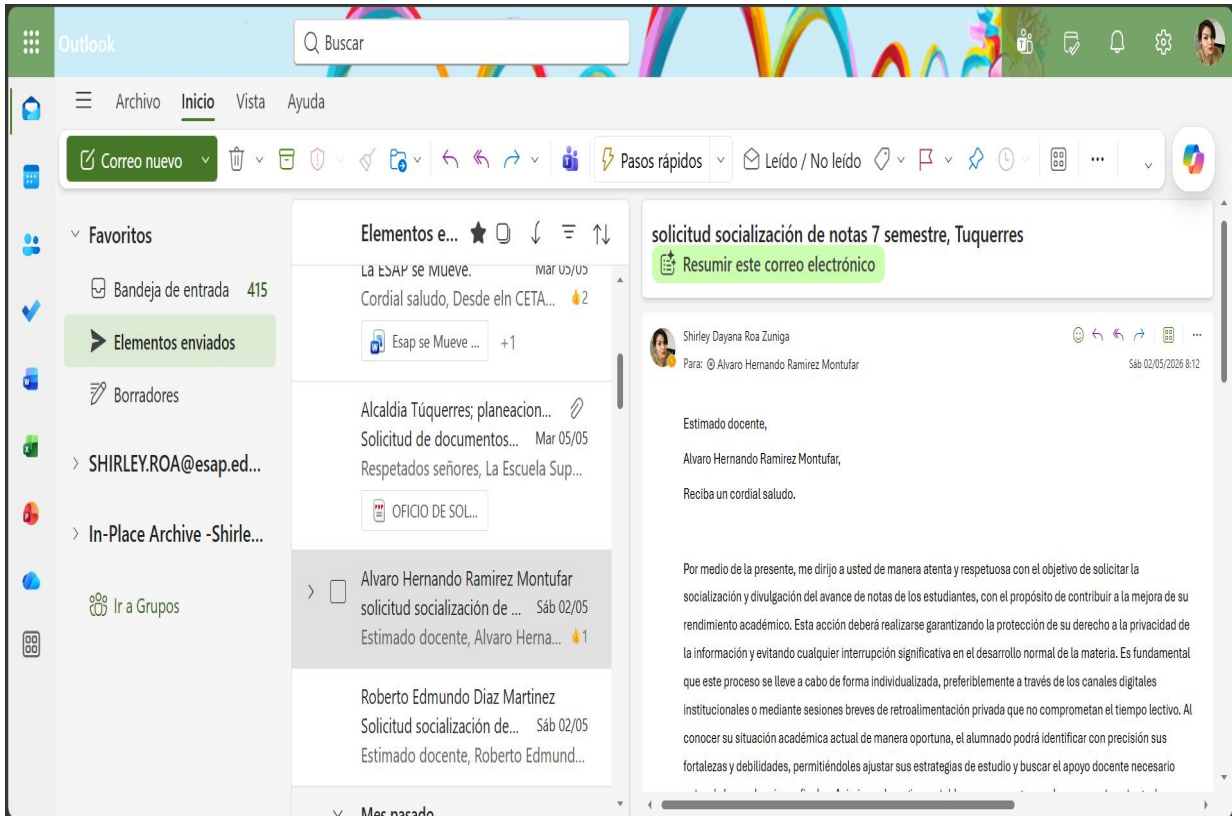 Outlook
Buscar
Archivo Inicio Vista Ayuda
Correo nuevo
Pasos rápidos
Leído / No leído
Favoritos
Bandeja de entrada 415
Elementos enviados
Borradores
SHIRLEY.ROA@esap.ed...
In-Place Archive -Shirle...
Ir a Grupos
Elementos e...
La ESAP se Mueve. Mar 05/05
Cordial saludo, Desde eln CETA... 2
Esap se Mueve ... +1
Alcaldia Túquerres; planeacion...
Solicitud de documentos... Mar 05/05
Respetados señores, La Escuela Sup...
OFICIO DE SOL...
Alvaro Hernando Ramirez Montufar
solicitud socialización de ... Sáb 02/05
Estimado docente, Alvaro Herna... 1
Roberto Edmundo Diaz Martinez
Solicitud socialización de... Sáb 02/05
Estimado docente, Roberto Edmund...
Mes pasado
solicitud socialización de notas 7 semestre, Tuquerres
Resumir este correo electrónico
Shirley Dayana Roa Zuniga
Para: Alvaro Hernando Ramirez Montufar
Sáb 02/05/2026 8:12
Estimado docente,
Alvaro Hernando Ramirez Montufar,
Reciba un cordial saludo.
Por medio de la presente, me dirijo a usted de manera atenta y respetuosa con el objetivo de solicitar la
socialización y divulgación del avance de notas de los estudiantes, con el propósito de contribuir a la mejora de su
rendimiento académico. Esta acción deberá realizarse garantizando la protección de su derecho a la privacidad de
la información y evitando cualquier interrupción significativa en el desarrollo normal de la materia. Es fundamental
que este proceso se lleve a cabo de forma individualizada, preferiblemente a través de los canales digitales
institucionales o mediante sesiones breves de retroalimentación privada que no comprometan el tiempo lectivo. Al
conocer su situación académica actual de manera oportuna, el alumnado podrá identificar con precisión sus
fortalezas y debilidades, permitiéndoles ajustar sus estrategias de estudio y buscar el apoyo docente necesario